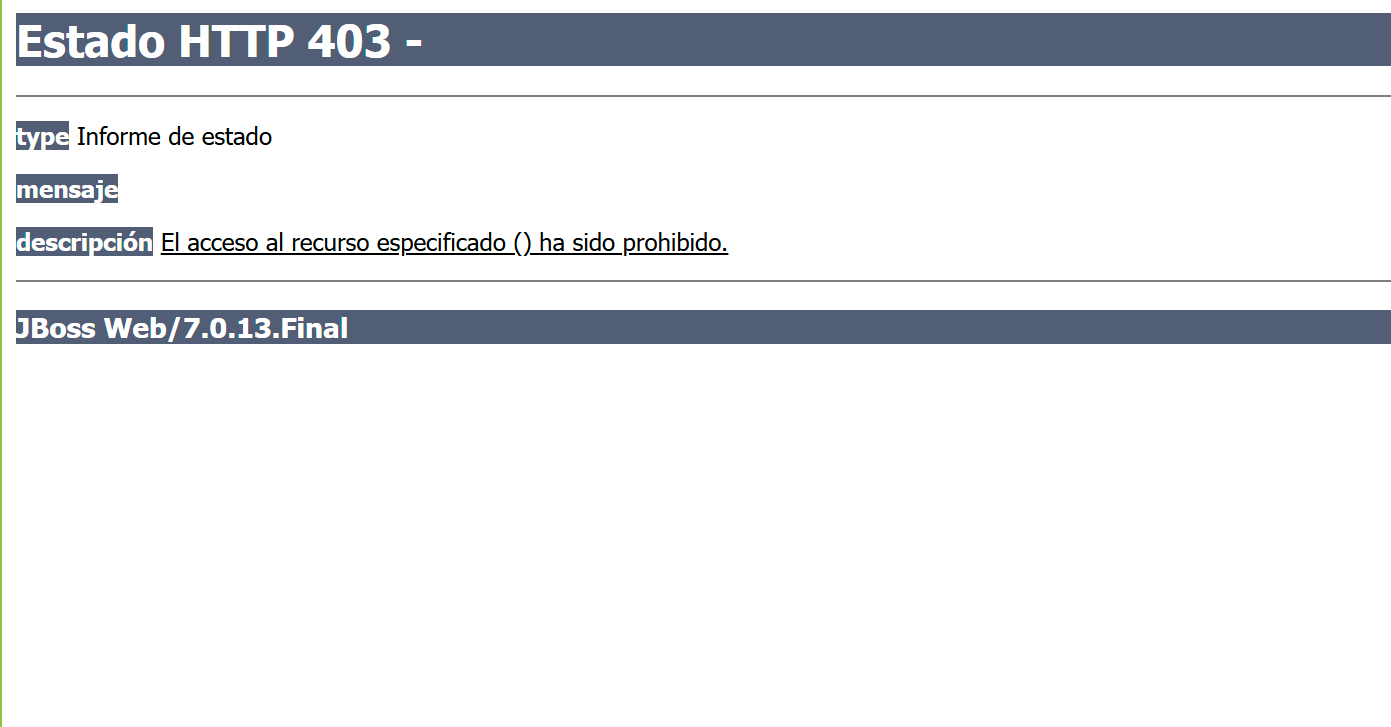 Estado HTTP 403 -
type Informe de estado
mensaje
descripción El acceso al recurso especificado () ha sido prohibido.
JBoss Web/7.0.13.Final